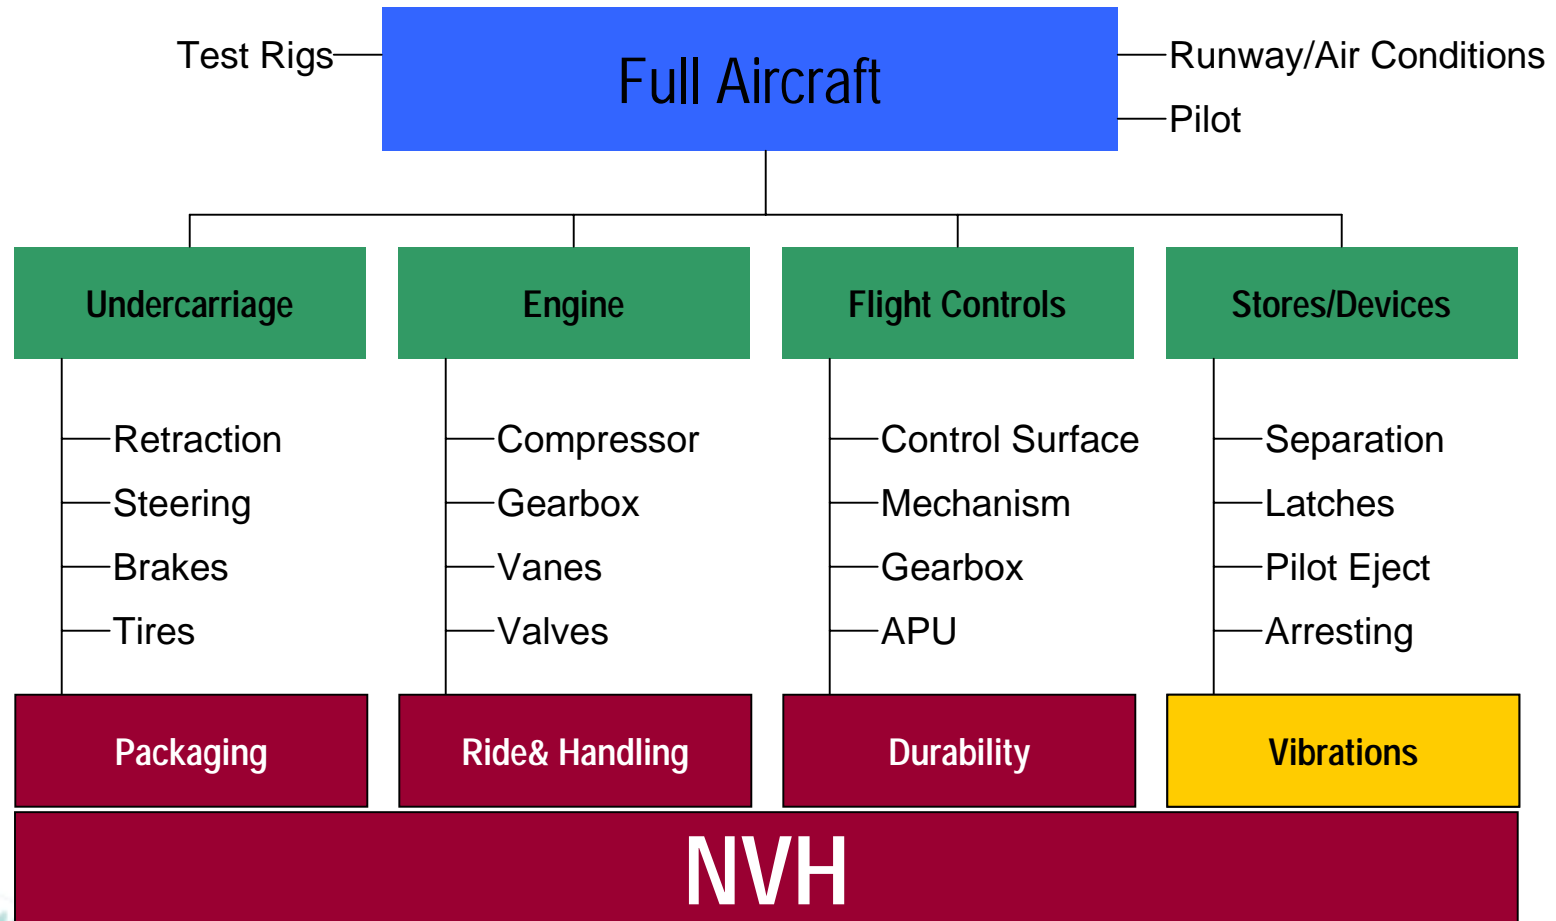 Test Rigs
Full Aircraft
Runway/Air Conditions
Pilot
Undercarriage
Engine
Flight Controls
Stores/Devices
Retraction
Steering
Brakes
Tires
Compressor
Gearbox
Vanes
Valves
Control Surface
Mechanism
Gearbox
APU
Separation
Latches
Pilot Eject
Arresting
Packaging
Ride& Handling
Durability
Vibrations
NVH